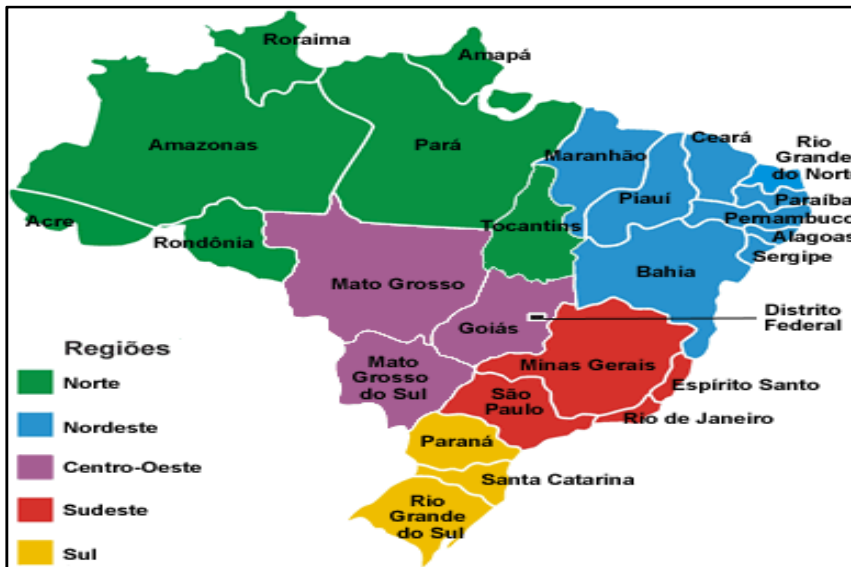 Roraima
Amapá
Amazonas
Pará
Maranhão
Ceará
Rio
Grande
do Norte
Piauí
Paraíba
Pernambuco
Alagoas
Sergipe
Acre
Rondônia
Tocantins
Bahia
Mato Grosso
Goiás
Distrito
Federal
Mato
Grosso
do Sul
Minas Gerais
Espírito Santo
São
Paulo
Rio de Janeiro
Paraná
Santa Catarina
Rio
Grande
do Sul
Regiões
Norte
Nordeste
Centro-Oeste
Sudeste
Sul